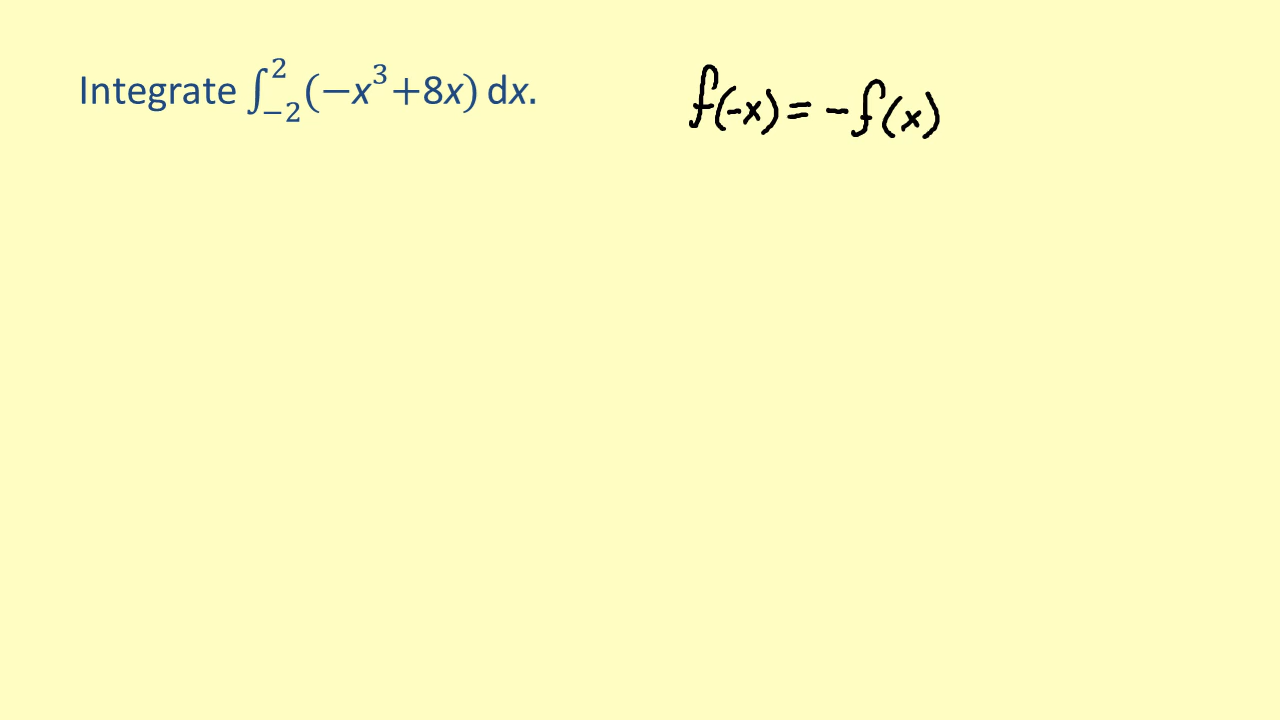 Integrate ∫₋₂² (−x³+8x) dx.
f(-x) = -f(x)